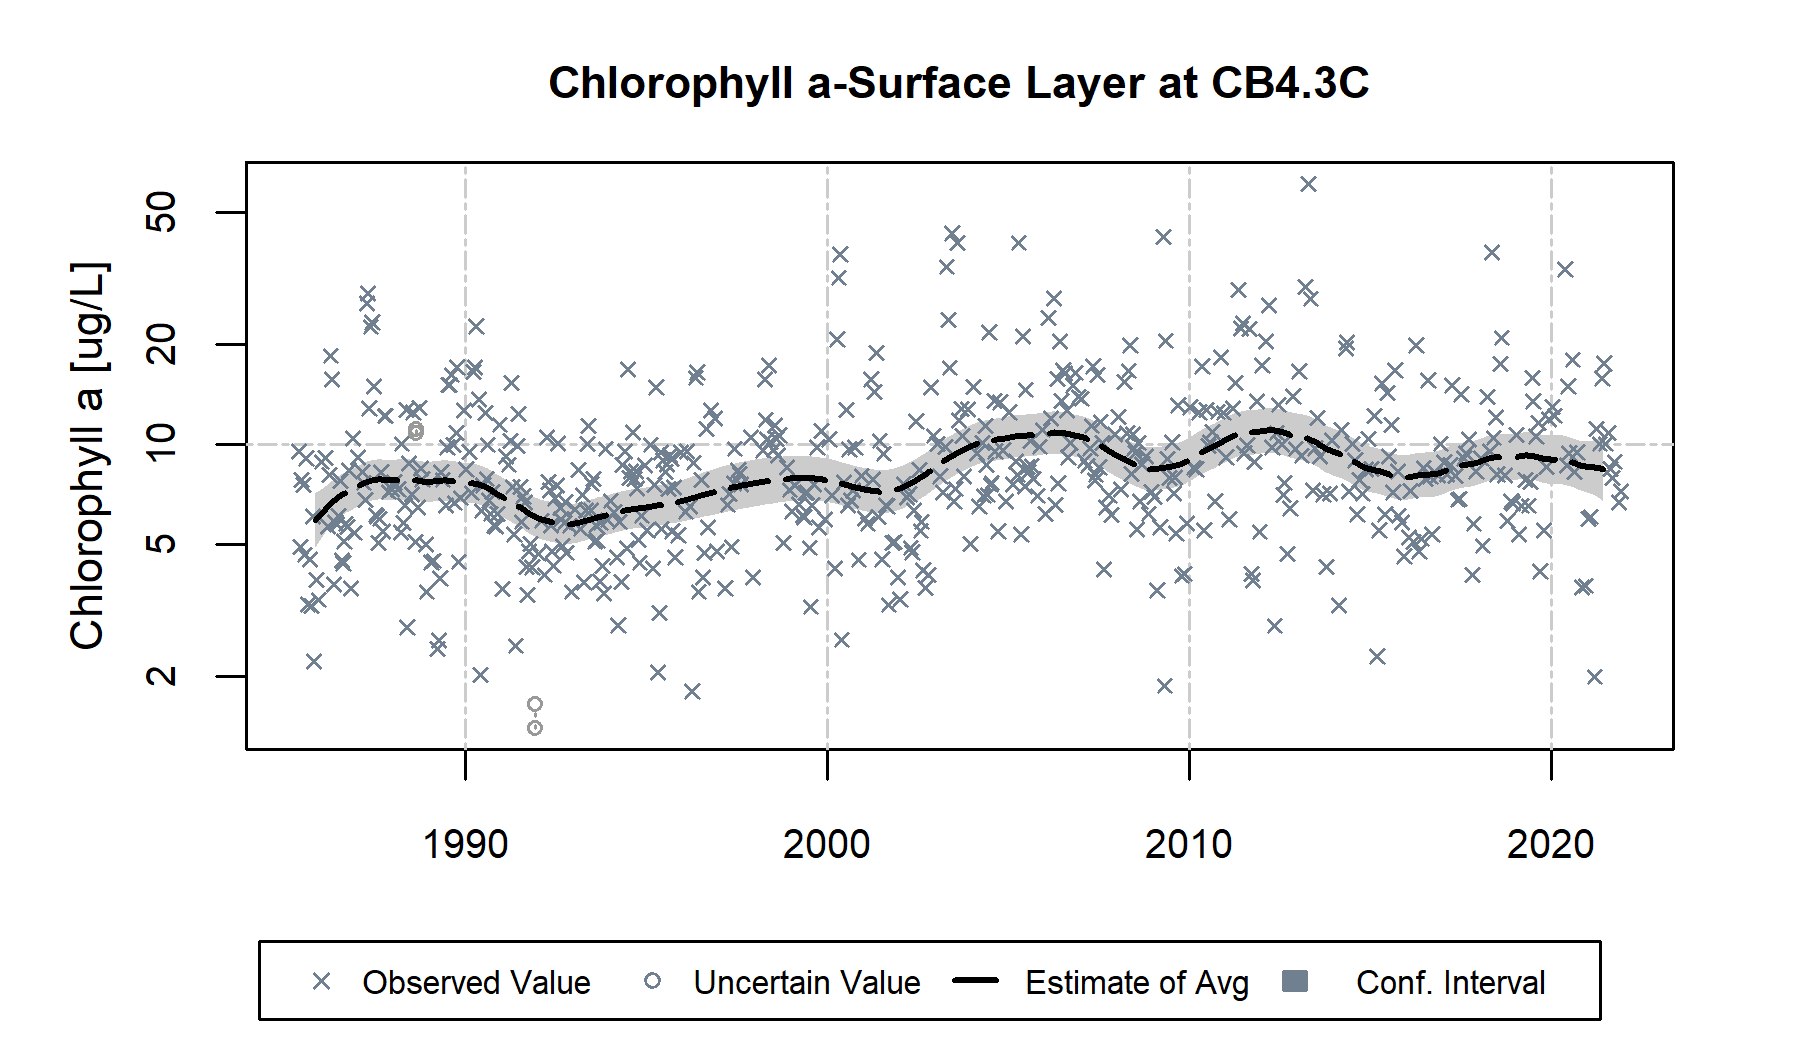 Chlorophyll a-Surface Layer at CB4.3C
Chlorophyll a [ug/L]
50
20
10
5
2
1990 2000 2010 2020
Observed Value Uncertain Value Estimate of Avg Conf. Interval